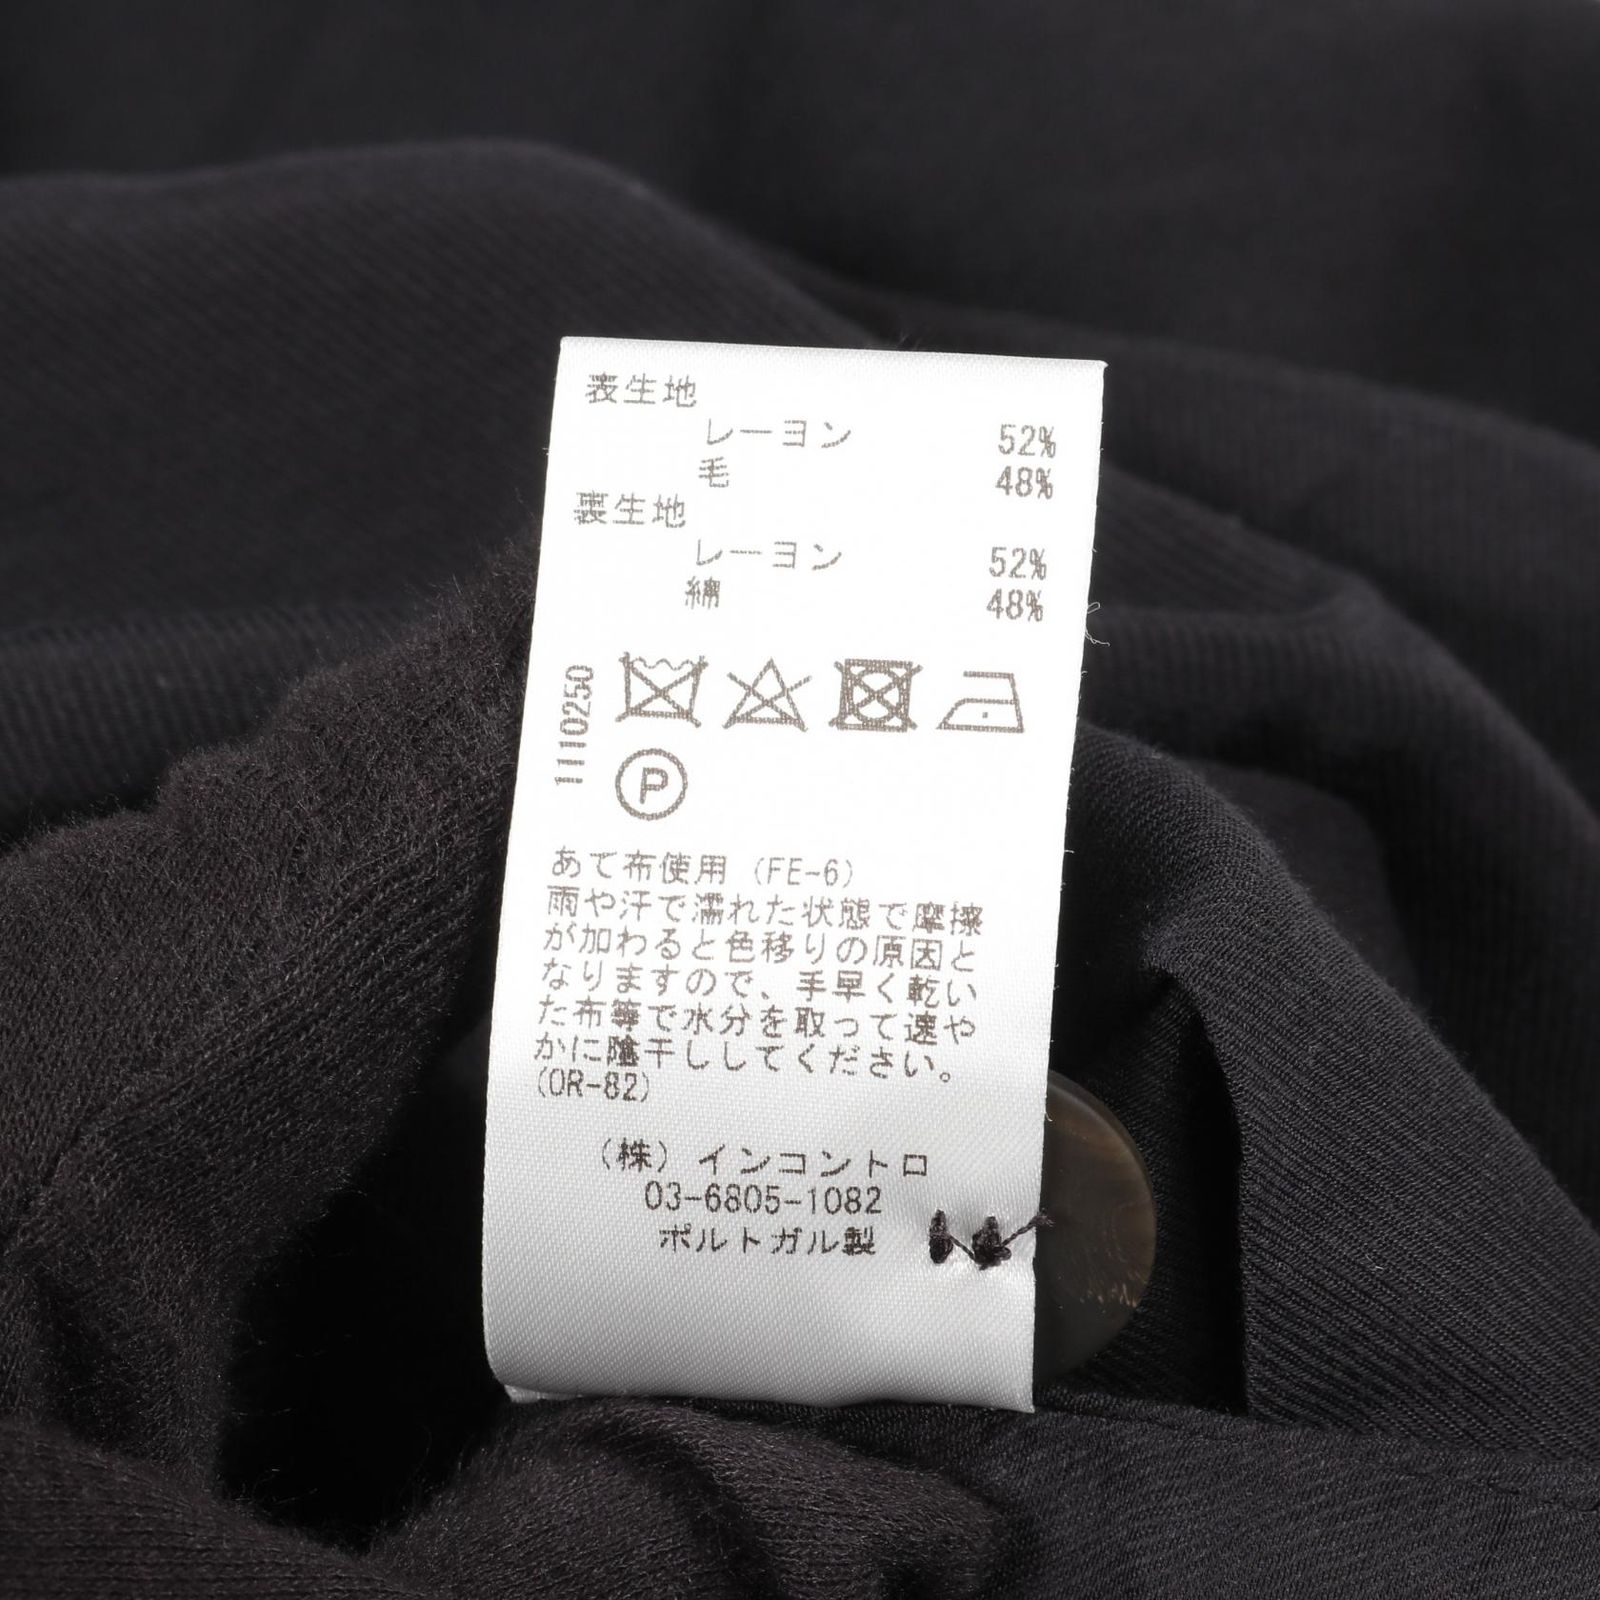 表生地
レーヨン 52%
毛 48%
裏生地
レーヨン 52%
綿 48%
1110250
P
あて布使用(FE-6)
雨や汗で濡れた状態で摩擦
が加わると色移りの原因と
なりますので、手早く乾い
た布等で水分を取って速や
かに陰干ししてください。
(OR-82)
(株)インコントロ
03-6805-1082
ポルトガル製